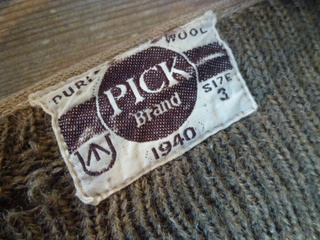 PURE WOOL
PICK
Brand
SIZE
3
1940